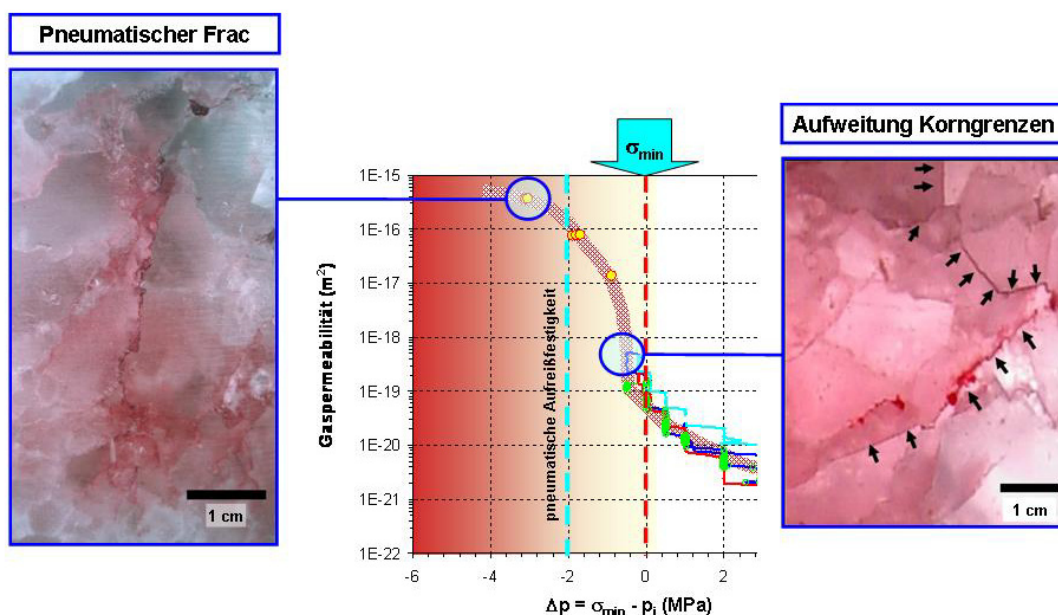 Pneumatischer Frac
1 cm
σmin
Gaspermeabilität (m²)
1E-15
1E-16
1E-17
1E-18
1E-19
1E-20
1E-21
1E-22
pneumatische Aufreißfestigkeit
-6 -4 -2 0 2
Δp = σmin - pi (MPa)
Aufweitung Korngrenzen
1 cm